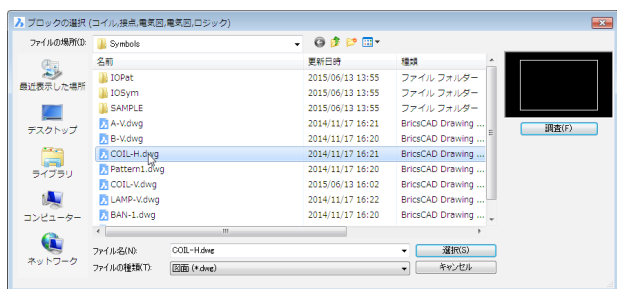 ブロックの選択 (コイル,接点,電気図,電気図,ロジック)
ファイルの場所(I): Symbols
名前 更新日時 種類
IOPat 2015/06/13 13:55 ファイル フォルダー
IOSym 2015/06/13 13:55 ファイル フォルダー
SAMPLE 2015/06/13 13:55 ファイル フォルダー
A-V.dwg 2014/11/17 16:21 BricsCAD Drawing ...
B-V.dwg 2014/11/17 16:20 BricsCAD Drawing ...
COIL-H.dwg 2014/11/17 16:21 BricsCAD Drawing ...
Pattern1.dwg 2014/11/17 16:20 BricsCAD Drawing ...
COIL-V.dwg 2015/06/13 16:02 BricsCAD Drawing ...
LAMP-V.dwg 2014/11/17 16:22 BricsCAD Drawing ...
BAN-1.dwg 2014/11/17 16:20 BricsCAD Drawing ...
最近表示した場所
デスクトップ
ライブラリ
コンピューター
ネットワーク
調査(F)
ファイル名(N): COIL-H.dwg 選択(S)
ファイルの種類(T): 図面 (*.dwg) キャンセル